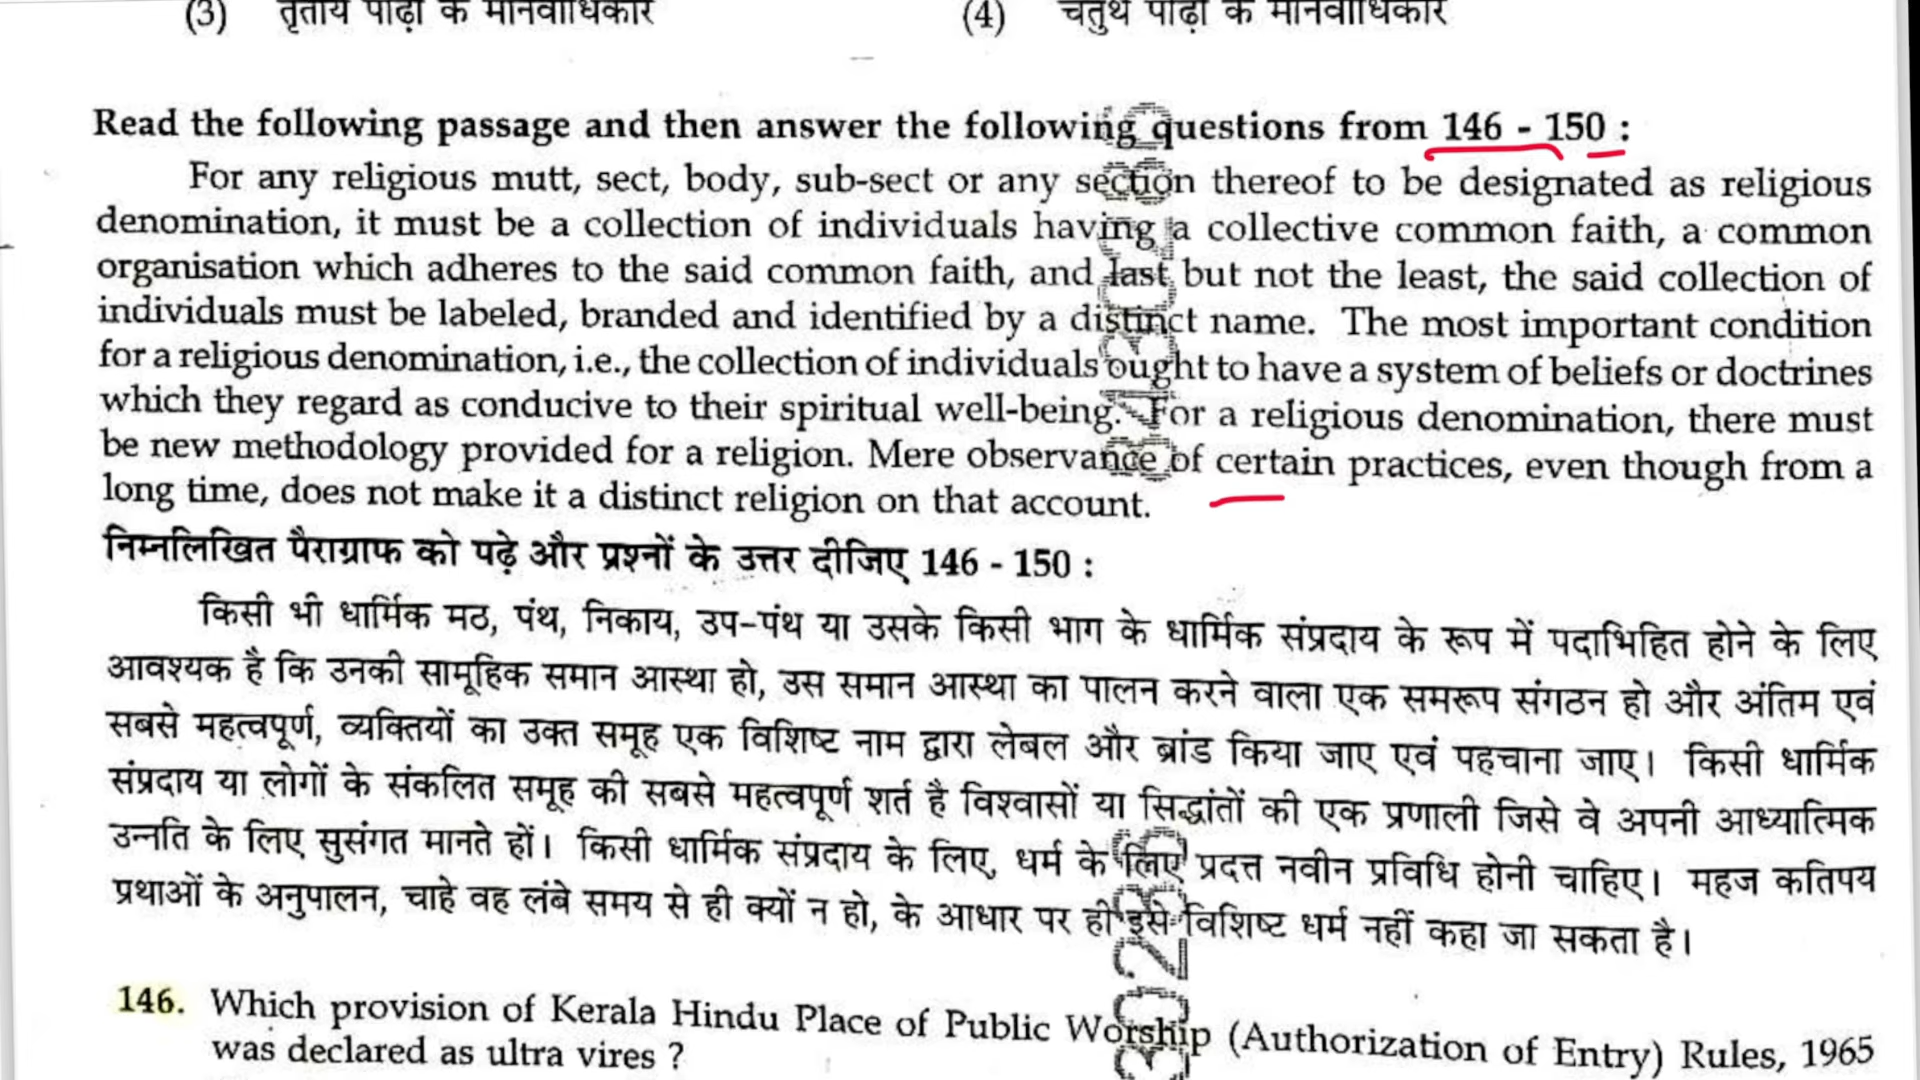 (3) तृतीय पीढ़ी के मानवाधिकार (4) चतुर्थ पीढ़ी के मानवाधिकार
Read the following passage and then answer the following questions from 146 - 150 :
For any religious mutt, sect, body, sub-sect or any section thereof to be designated as religious
denomination, it must be a collection of individuals having a collective common faith, a common
organisation which adheres to the said common faith, and last but not the least, the said collection of
individuals must be labeled, branded and identified by a distinct name. The most important condition
for a religious denomination, i.e., the collection of individuals ought to have a system of beliefs or doctrines
which they regard as conducive to their spiritual well-being. For a religious denomination, there must
be new methodology provided for a religion. Mere observance of certain practices, even though from a
long time, does not make it a distinct religion on that account.
निम्नलिखित पैराग्राफ को पढ़े और प्रश्नों के उत्तर दीजिए 146 - 150 :
किसी भी धार्मिक मठ, पंथ, निकाय, उप-पंथ या उसके किसी भाग के धार्मिक संप्रदाय के रूप में पदाभिहित होने के लिए
आवश्यक है कि उनकी सामूहिक समान आस्था हो, उस समान आस्था का पालन करने वाला एक समरूप संगठन हो और अंतिम एवं
सबसे महत्वपूर्ण, व्यक्तियों का उक्त समूह एक विशिष्ट नाम द्वारा लेबल और ब्रांड किया जाए एवं पहचाना जाए। किसी धार्मिक
संप्रदाय या लोगों के संकलित समूह की सबसे महत्वपूर्ण शर्त है विश्वासों या सिद्धांतों की एक प्रणाली जिसे वे अपनी आध्यात्मिक
उन्नति के लिए सुसंगत मानते हों। किसी धार्मिक संप्रदाय के लिए, धर्म के लिए प्रदत्त नवीन प्रविधि होनी चाहिए। महज कतिपय
प्रथाओं के अनुपालन, चाहे वह लंबे समय से ही क्यों न हो, के आधार पर ही इसे विशिष्ट धर्म नहीं कहा जा सकता है।
146. Which provision of Kerala Hindu Place of Public Worship (Authorization of Entry) Rules, 1965
was declared as ultra vires ?